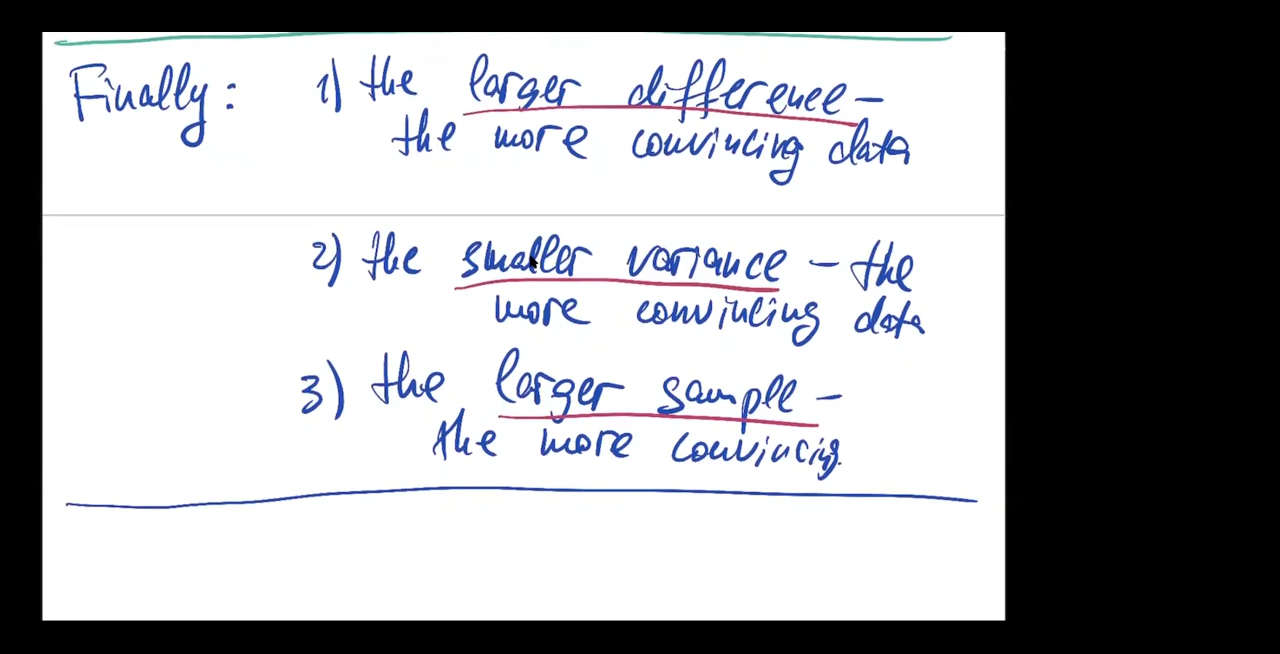 Finally: 1) the larger difference –
the more convincing data
2) the smaller variance – the
more convincing data
3) the larger sample –
the more convincing.